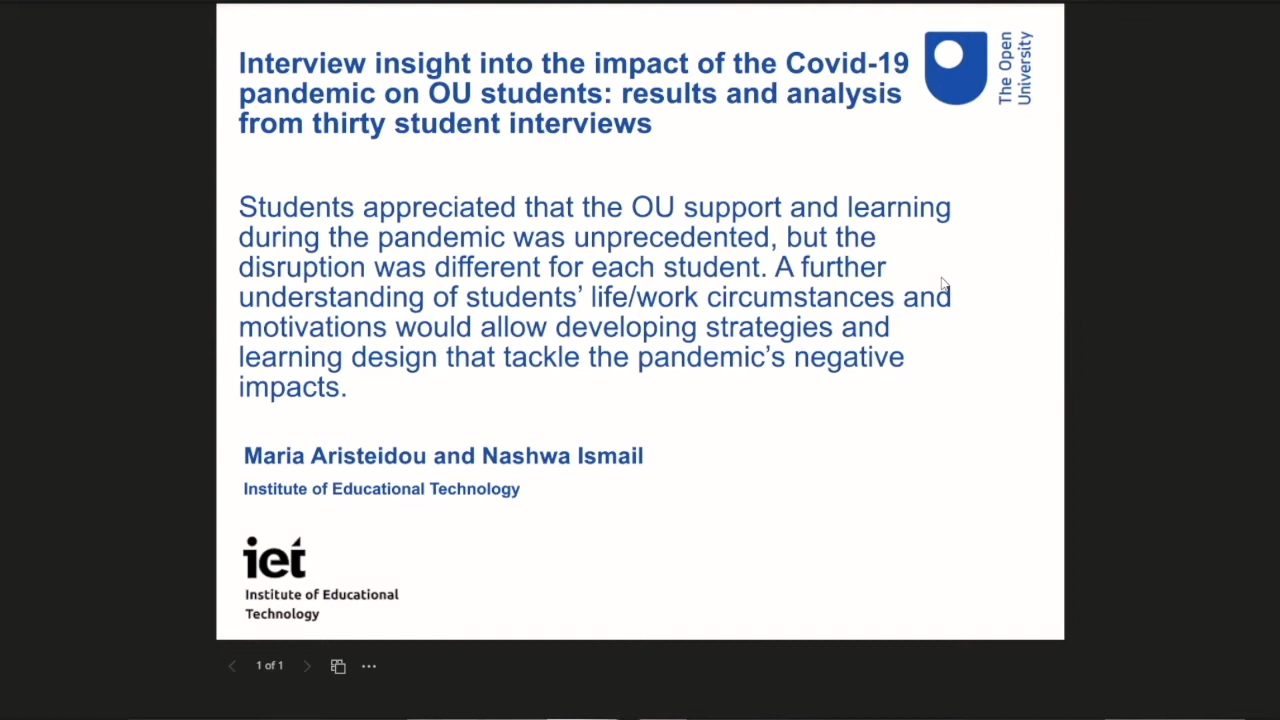 Interview insight into the impact of the Covid-19
pandemic on OU students: results and analysis
from thirty student interviews
The Open
University
Students appreciated that the OU support and learning
during the pandemic was unprecedented, but the
disruption was different for each student. A further
understanding of students’ life/work circumstances and
motivations would allow developing strategies and
learning design that tackle the pandemic’s negative
impacts.
Maria Aristeidou and Nashwa Ismail
Institute of Educational Technology
iet
Institute of Educational
Technology
1 of 1